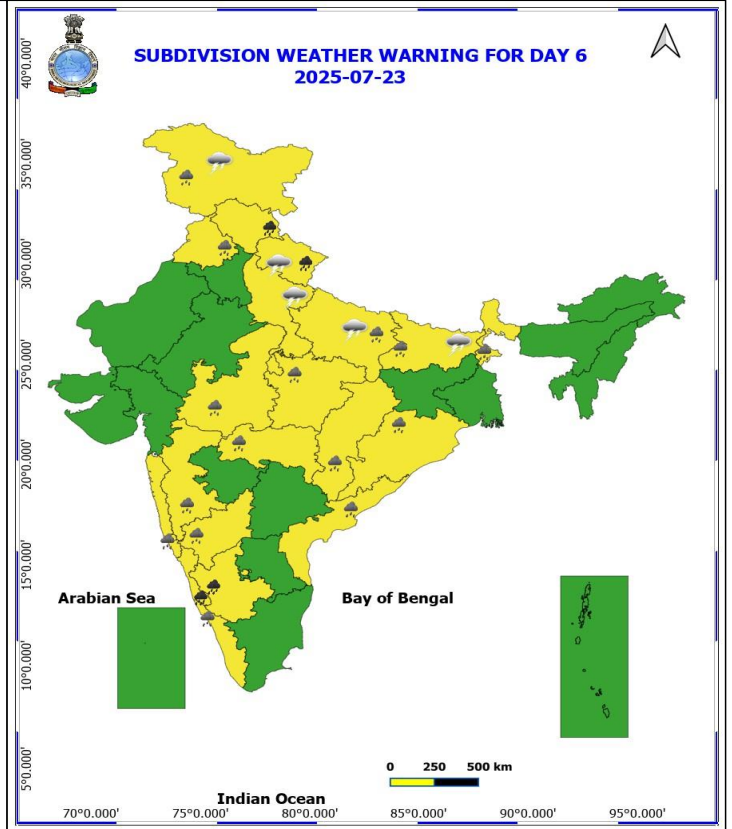 SUBDIVISION WEATHER WARNING FOR DAY 6
2025-07-23
40°0.000'
35°0.000'
30°0.000'
25°0.000'
20°0.000'
15°0.000'
10°0.000'
5°0.000'
Arabian Sea
Bay of Bengal
0 250 500 km
Indian Ocean
70°0.000' 75°0.000' 80°0.000' 85°0.000' 90°0.000' 95°0.000'